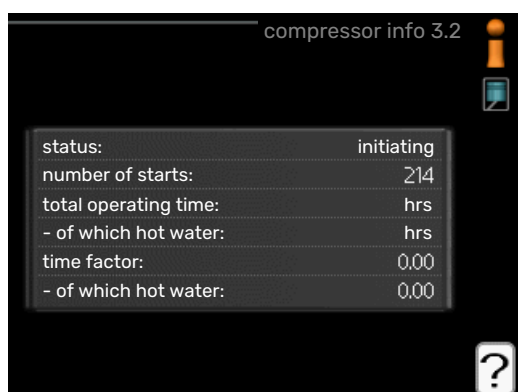 compressor info 3.2
status: initiating
number of starts: 214
total operating time: hrs
- of which hot water: hrs
time factor: 0.00
- of which hot water: 0.00
?